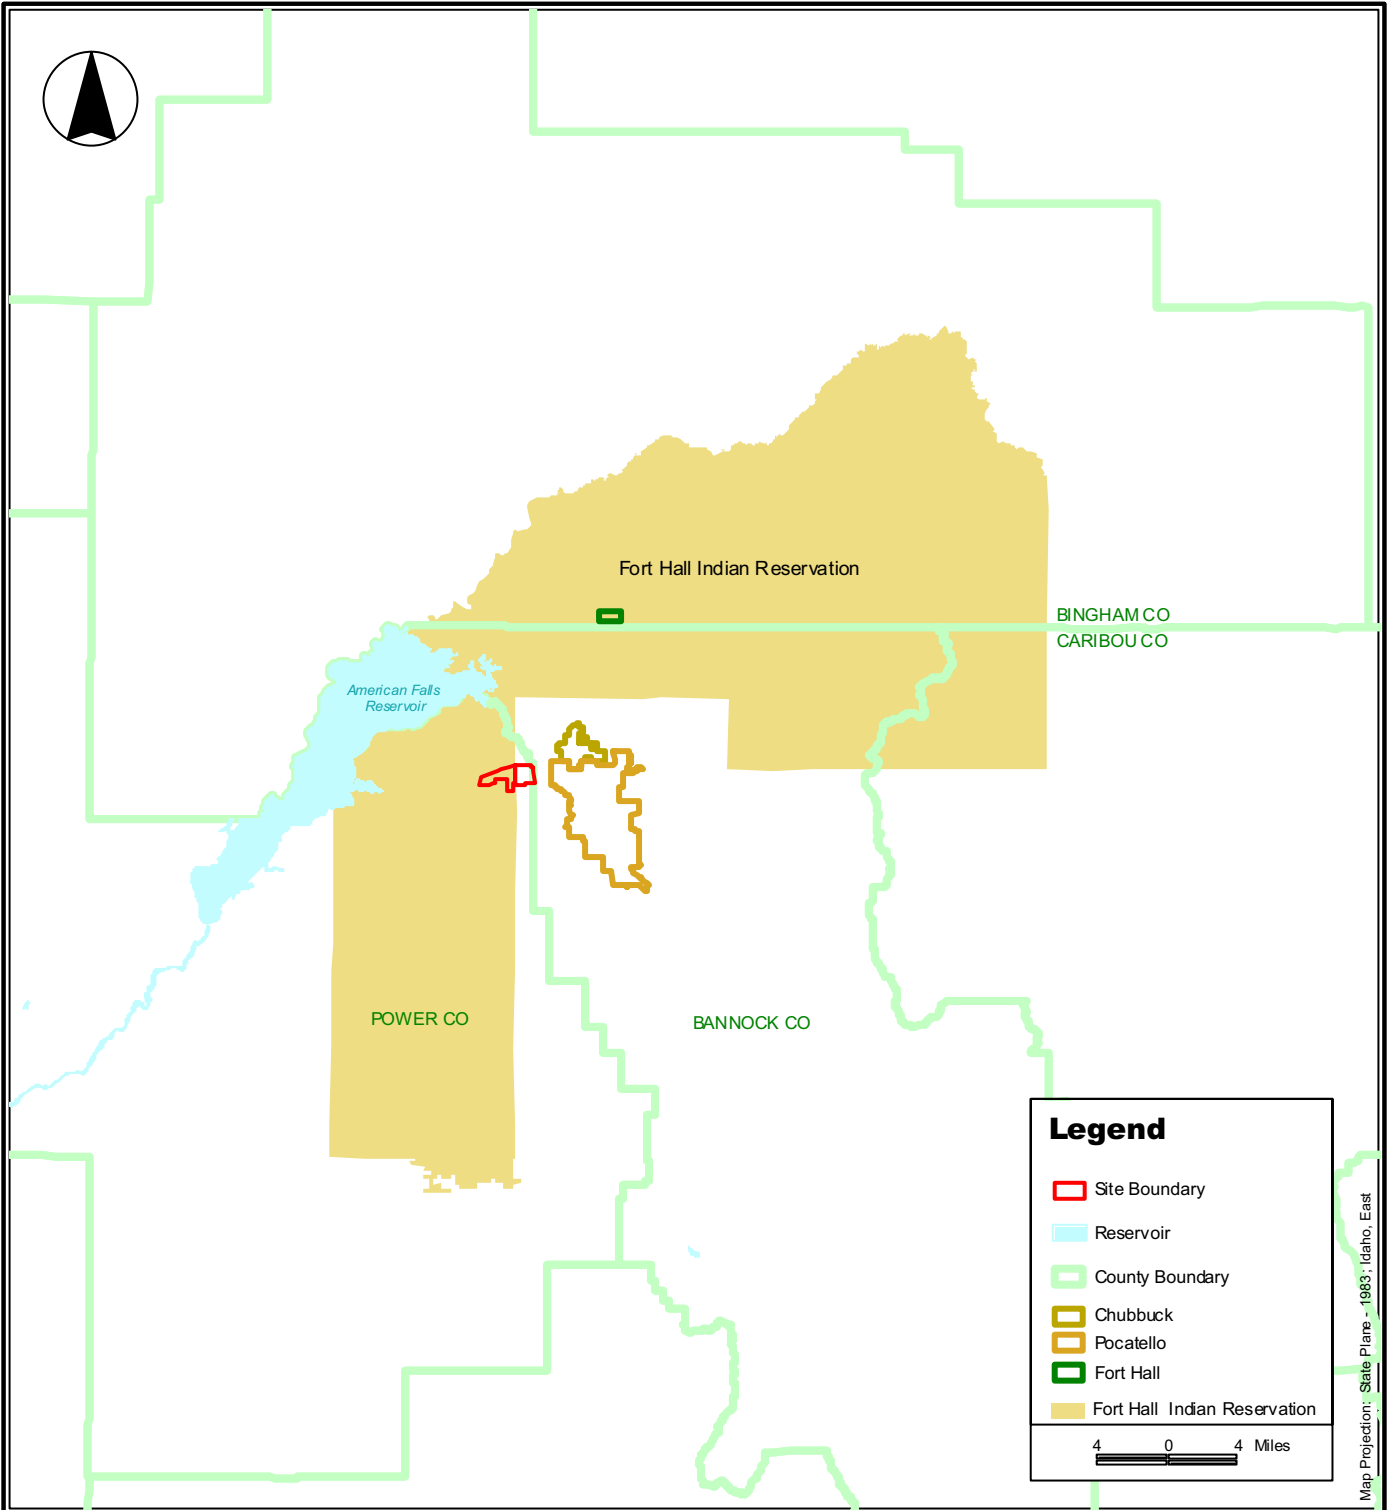 Fort Hall Indian Reservation
BINGHAM CO
CARIBOU CO
American Falls
Reservoir
POWER CO
BANNOCK CO
Legend
Site Boundary
Reservoir
County Boundary
Chubbuck
Pocatello
Fort Hall
Fort Hall Indian Reservation
4 0 4 Miles
Map Projection: State Plane - 1983; Idaho, East